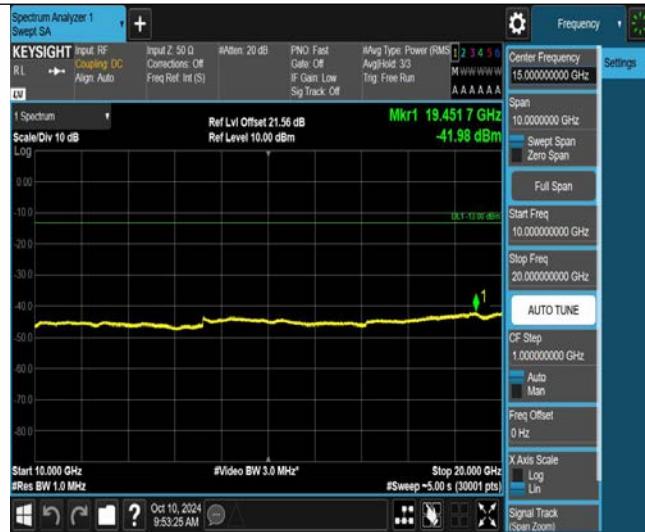 Spectrum Analyzer 1
Swept SA
+
Frequency
KEYSIGHT
RL
Input: RF
Coupling: DC
Align: Auto
Input Z: 50 Ω
Corrections: Off
Freq Ref: Int (S)
#Atten: 20 dB
PNO: Fast
Gate: Off
IF Gain: Low
Sig Track: Off
#Avg Type: Power (RMS
Avg|Hold: 3/3
Trig: Free Run
1 2 3 4 5 6
M W W W W W
A A A A A A
LV
1 Spectrum
Scale/Div 10 dB
Log
Ref Lvl Offset 21.56 dB
Ref Level 10.00 dBm
Mkr1 19.451 7 GHz
-41.98 dBm
0.00
-10.0
-20.0
-30.0
-40.0
-50.0
-60.0
-70.0
-80.0
DL1 -13.00 dBm
1
Start 10.000 GHz
#Res BW 1.0 MHz
#Video BW 3.0 MHz*
Stop 20.000 GHz
#Sweep ~5.00 s (30001 pts)
Oct 10, 2024
9:53:25 AM
?
Center Frequency
15.000000000 GHz
Settings
Span
10.0000000 GHz
Swept Span
Zero Span
Full Span
Start Freq
10.000000000 GHz
Stop Freq
20.000000000 GHz
AUTO TUNE
CF Step
1.000000000 GHz
Auto
Man
Freq Offset
0 Hz
X Axis Scale
Log
Lin
Signal Track
(Span Zoom)